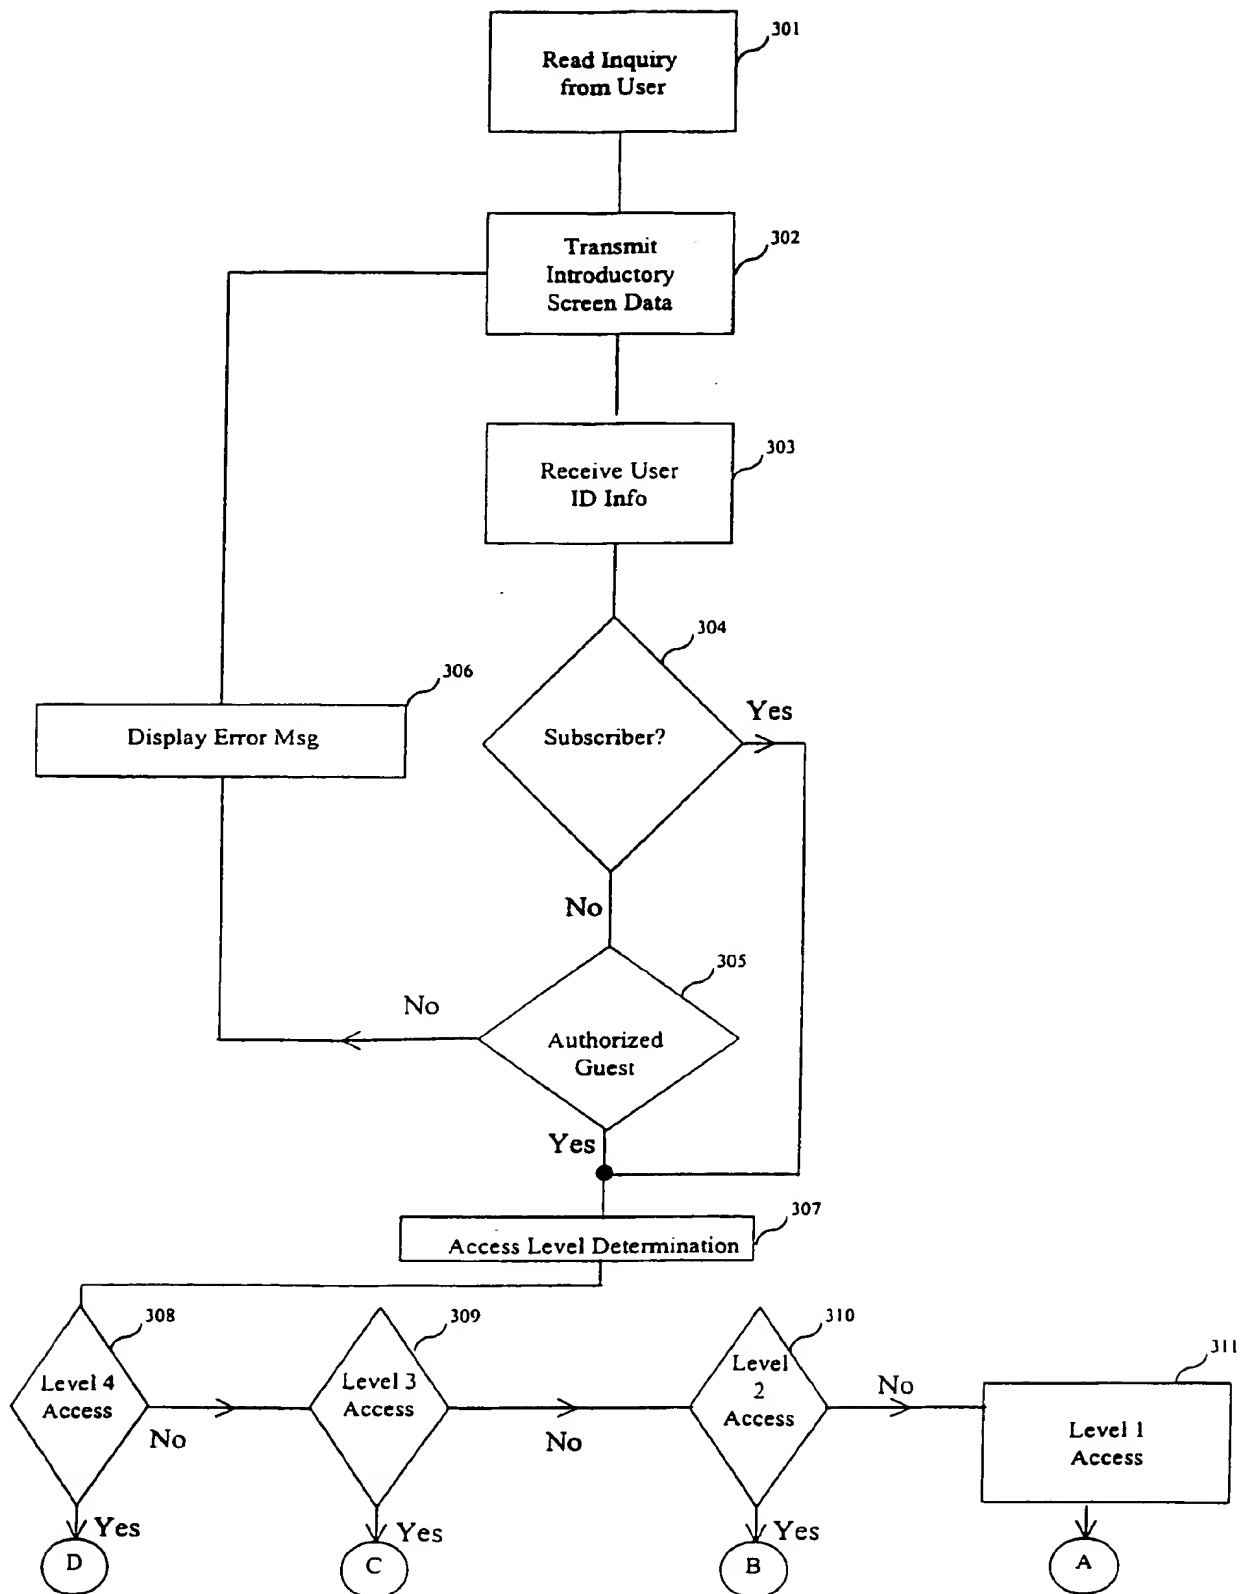 301
Read Inquiry
from User
302
Transmit
Introductory
Screen Data
303
Receive User
ID Info
304
Subscriber?
Yes
306
Display Error Msg
No
305
Authorized
Guest
No
Yes
307
Access Level Determination
308
Level 4
Access
No
Yes
D
309
Level 3
Access
No
Yes
C
310
Level
2
Access
No
Yes
B
311
Level 1
Access
A